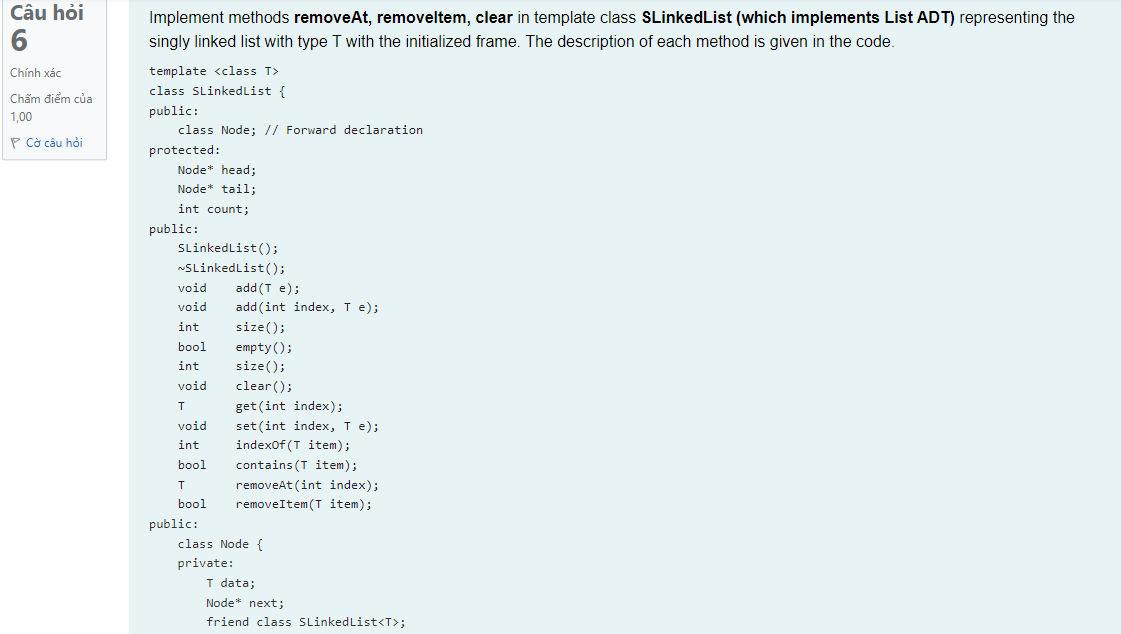 Câu hỏi
6
Chính xác
Chấm điểm của
1,00
Cờ câu hỏi
Implement methods removeAt, removeItem, clear in template class SLinkedList (which implements List ADT) representing the
singly linked list with type T with the initialized frame. The description of each method is given in the code.
template <class T>
class SLinkedList {
public:
    class Node; // Forward declaration
protected:
    Node* head;
    Node* tail;
    int count;
public:
    SLinkedList();
    ~SLinkedList();
    void    add(T e);
    void    add(int index, T e);
    int     size();
    bool    empty();
    int     size();
    void    clear();
    T       get(int index);
    void    set(int index, T e);
    int     indexOf(T item);
    bool    contains(T item);
    T       removeAt(int index);
    bool    removeItem(T item);
public:
    class Node {
    private:
        T data;
        Node* next;
        friend class SLinkedList<T>;